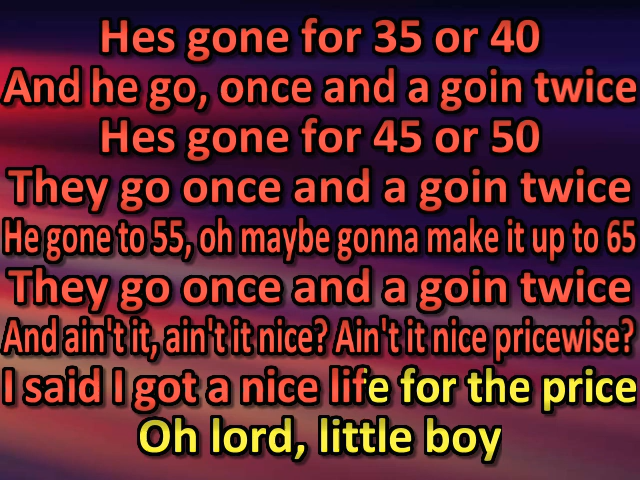 Hes gone for 35 or 40
And he go, once and a goin twice
Hes gone for 45 or 50
They go once and a goin twice
He gone to 55, oh maybe gonna make it up to 65
They go once and a goin twice
And ain't it, ain't it nice? Ain't it nice pricewise?
I said I got a nice life for the price
Oh lord, little boy